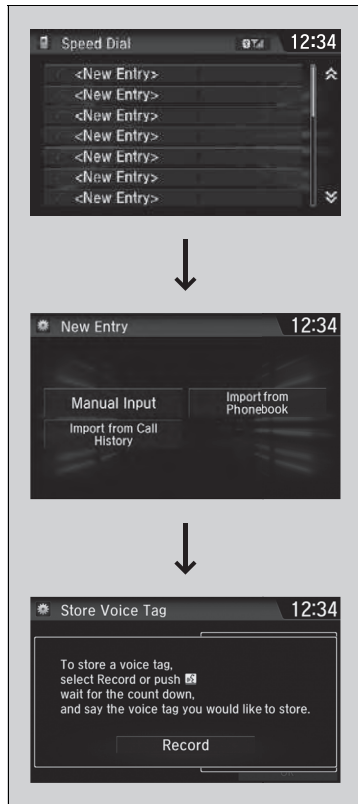 Speed Dial
12:34
<New Entry>
<New Entry>
<New Entry>
<New Entry>
<New Entry>
<New Entry>
<New Entry>
New Entry
12:34
Manual Input
Import from
Phonebook
Import from Call
History
Store Voice Tag
12:34
To store a voice tag,
select Record or push
wait for the count down,
and say the voice tag you would like to store.
Record